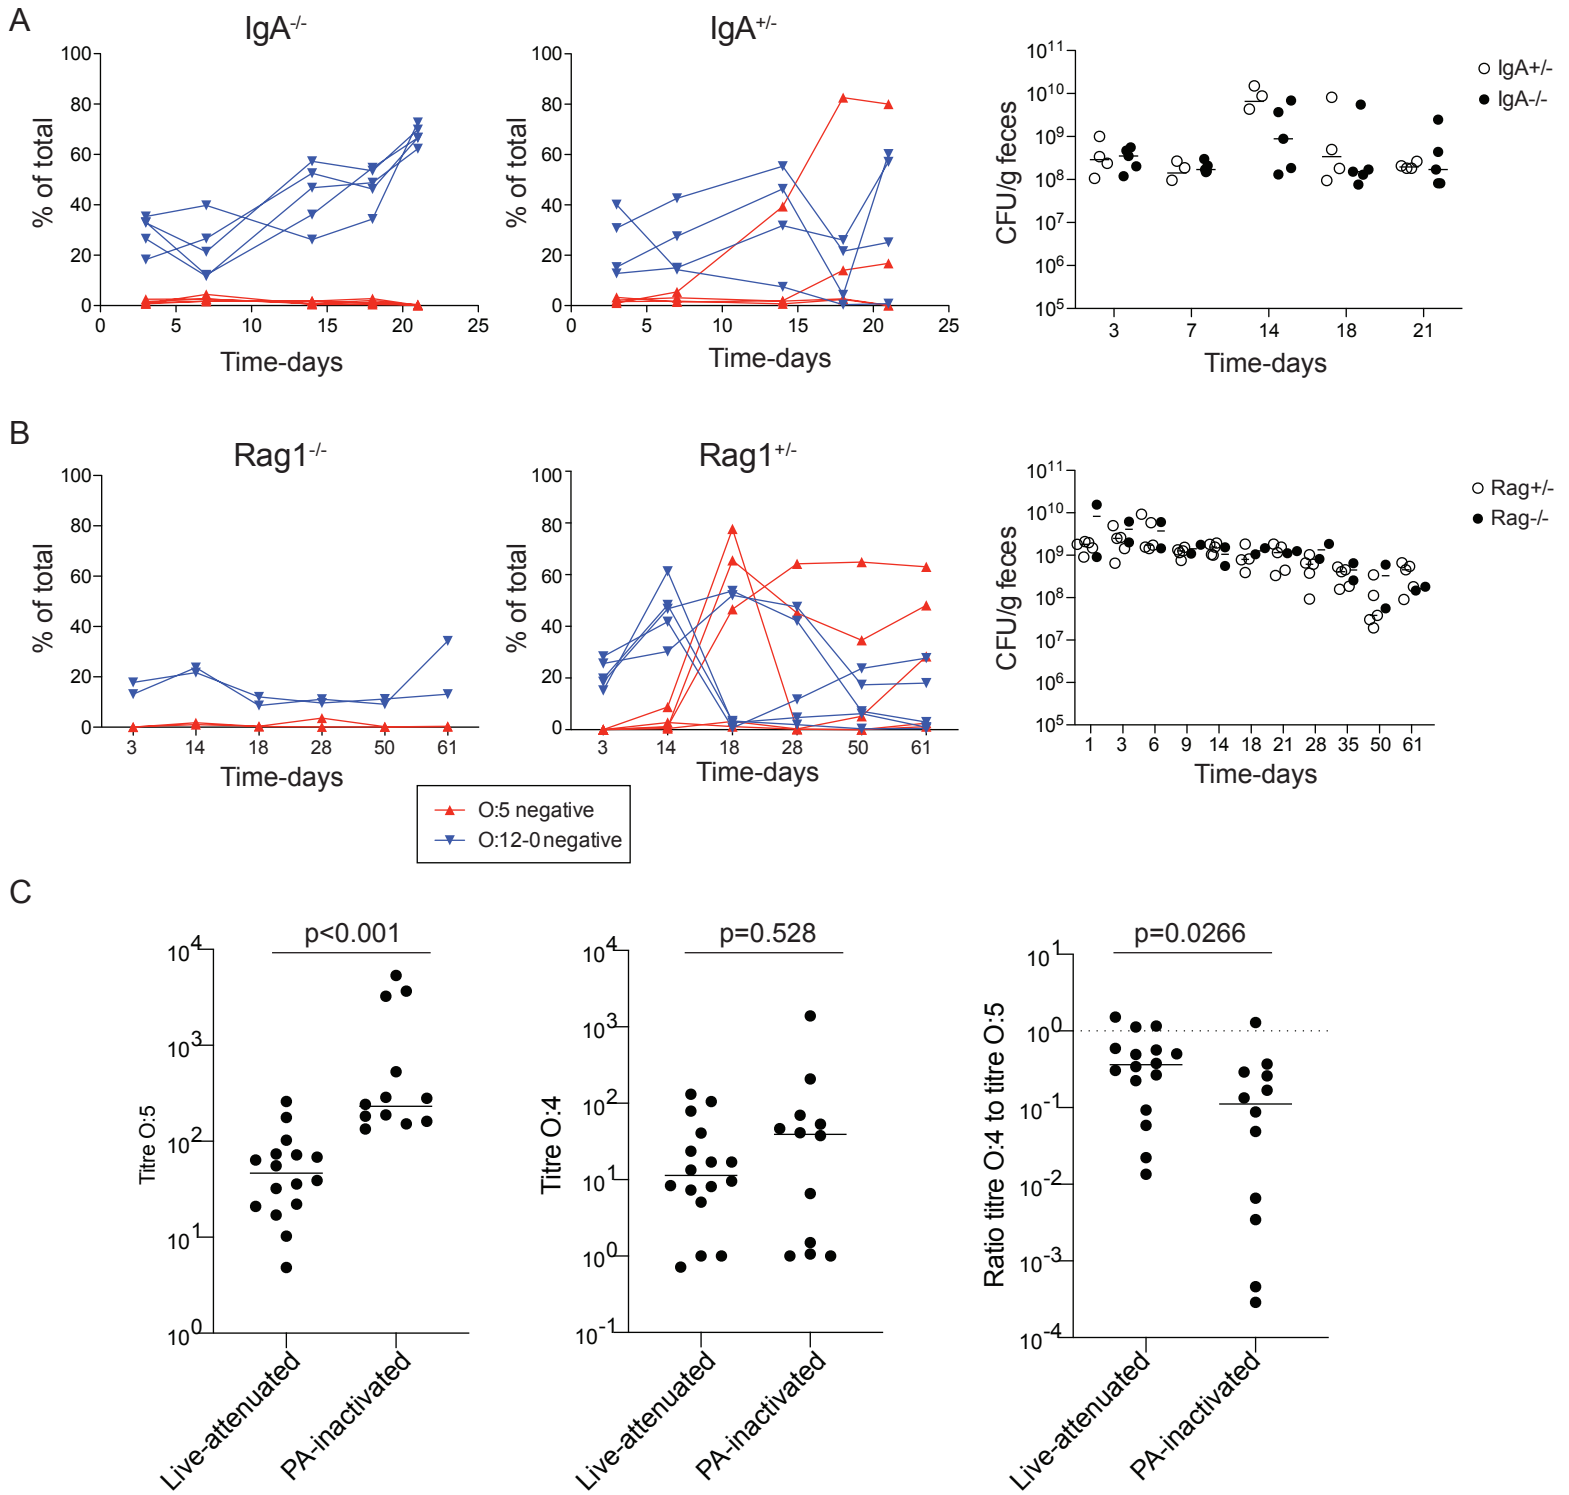 A
IgA-/-
IgA+/-
% of total
100
80
60
40
20
0
0 5 10 15 20 25
Time-days
% of total
100
80
60
40
20
0
0 5 10 15 20 25
Time-days
CFU/g feces
10^11
10^10
10^9
10^8
10^7
10^6
10^5
3 7 14 18 21
Time-days
IgA+/-
IgA-/-
B
Rag1-/-
Rag1+/-
% of total
100
80
60
40
20
0
3 14 18 28 50 61
Time-days
% of total
100
80
60
40
20
0
3 14 18 28 50 61
Time-days
CFU/g feces
10^11
10^10
10^9
10^8
10^7
10^6
10^5
1 3 6 9 14 18 21 28 35 50 61
Time-days
Rag+/-
Rag-/-
O:5 negative
O:12-0 negative
C
p<0.001
Titre O:5
10^4
10^3
10^2
10^1
10^0
Live-attenuated
PA-inactivated
p=0.528
Titre O:4
10^4
10^3
10^2
10^1
10^0
10^-1
Live-attenuated
PA-inactivated
p=0.0266
Ratio titre O:4 to titre O:5
10^1
10^0
10^-1
10^-2
10^-3
10^-4
Live-attenuated
PA-inactivated